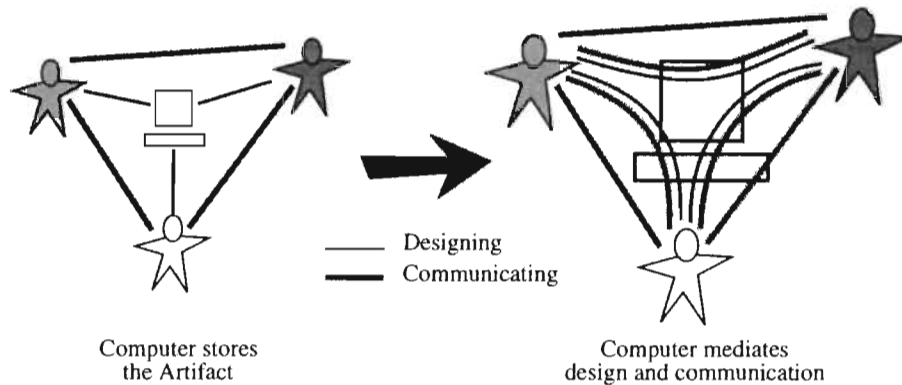 Designing
Communicating
Computer stores
the Artifact
Computer mediates
design and communication